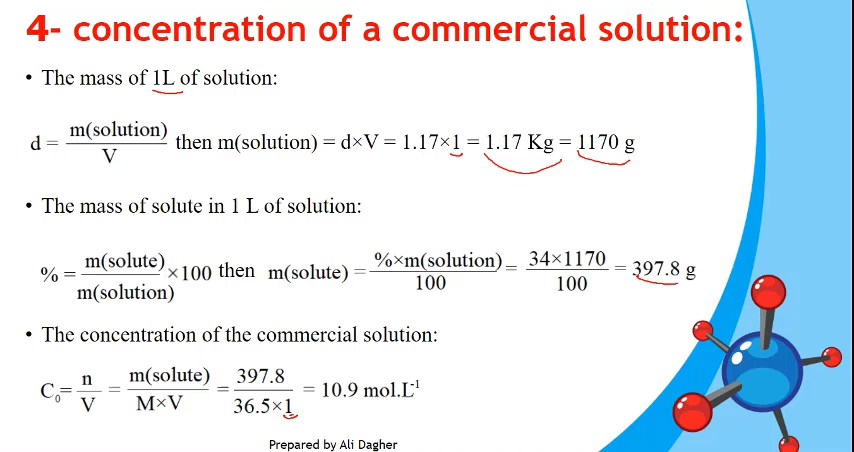 4- concentration of a commercial solution:
• The mass of 1L of solution:
d = m(solution)/V then m(solution) = d×V = 1.17×1 = 1.17 Kg = 1170 g
• The mass of solute in 1 L of solution:
% = m(solute)/m(solution) ×100 then m(solute) = %×m(solution)/100 = 34×1170/100 = 397.8 g
• The concentration of the commercial solution:
C₀= n/V = m(solute)/M×V = 397.8/36.5×1 = 10.9 mol.L⁻¹
Prepared by Ali Dagher